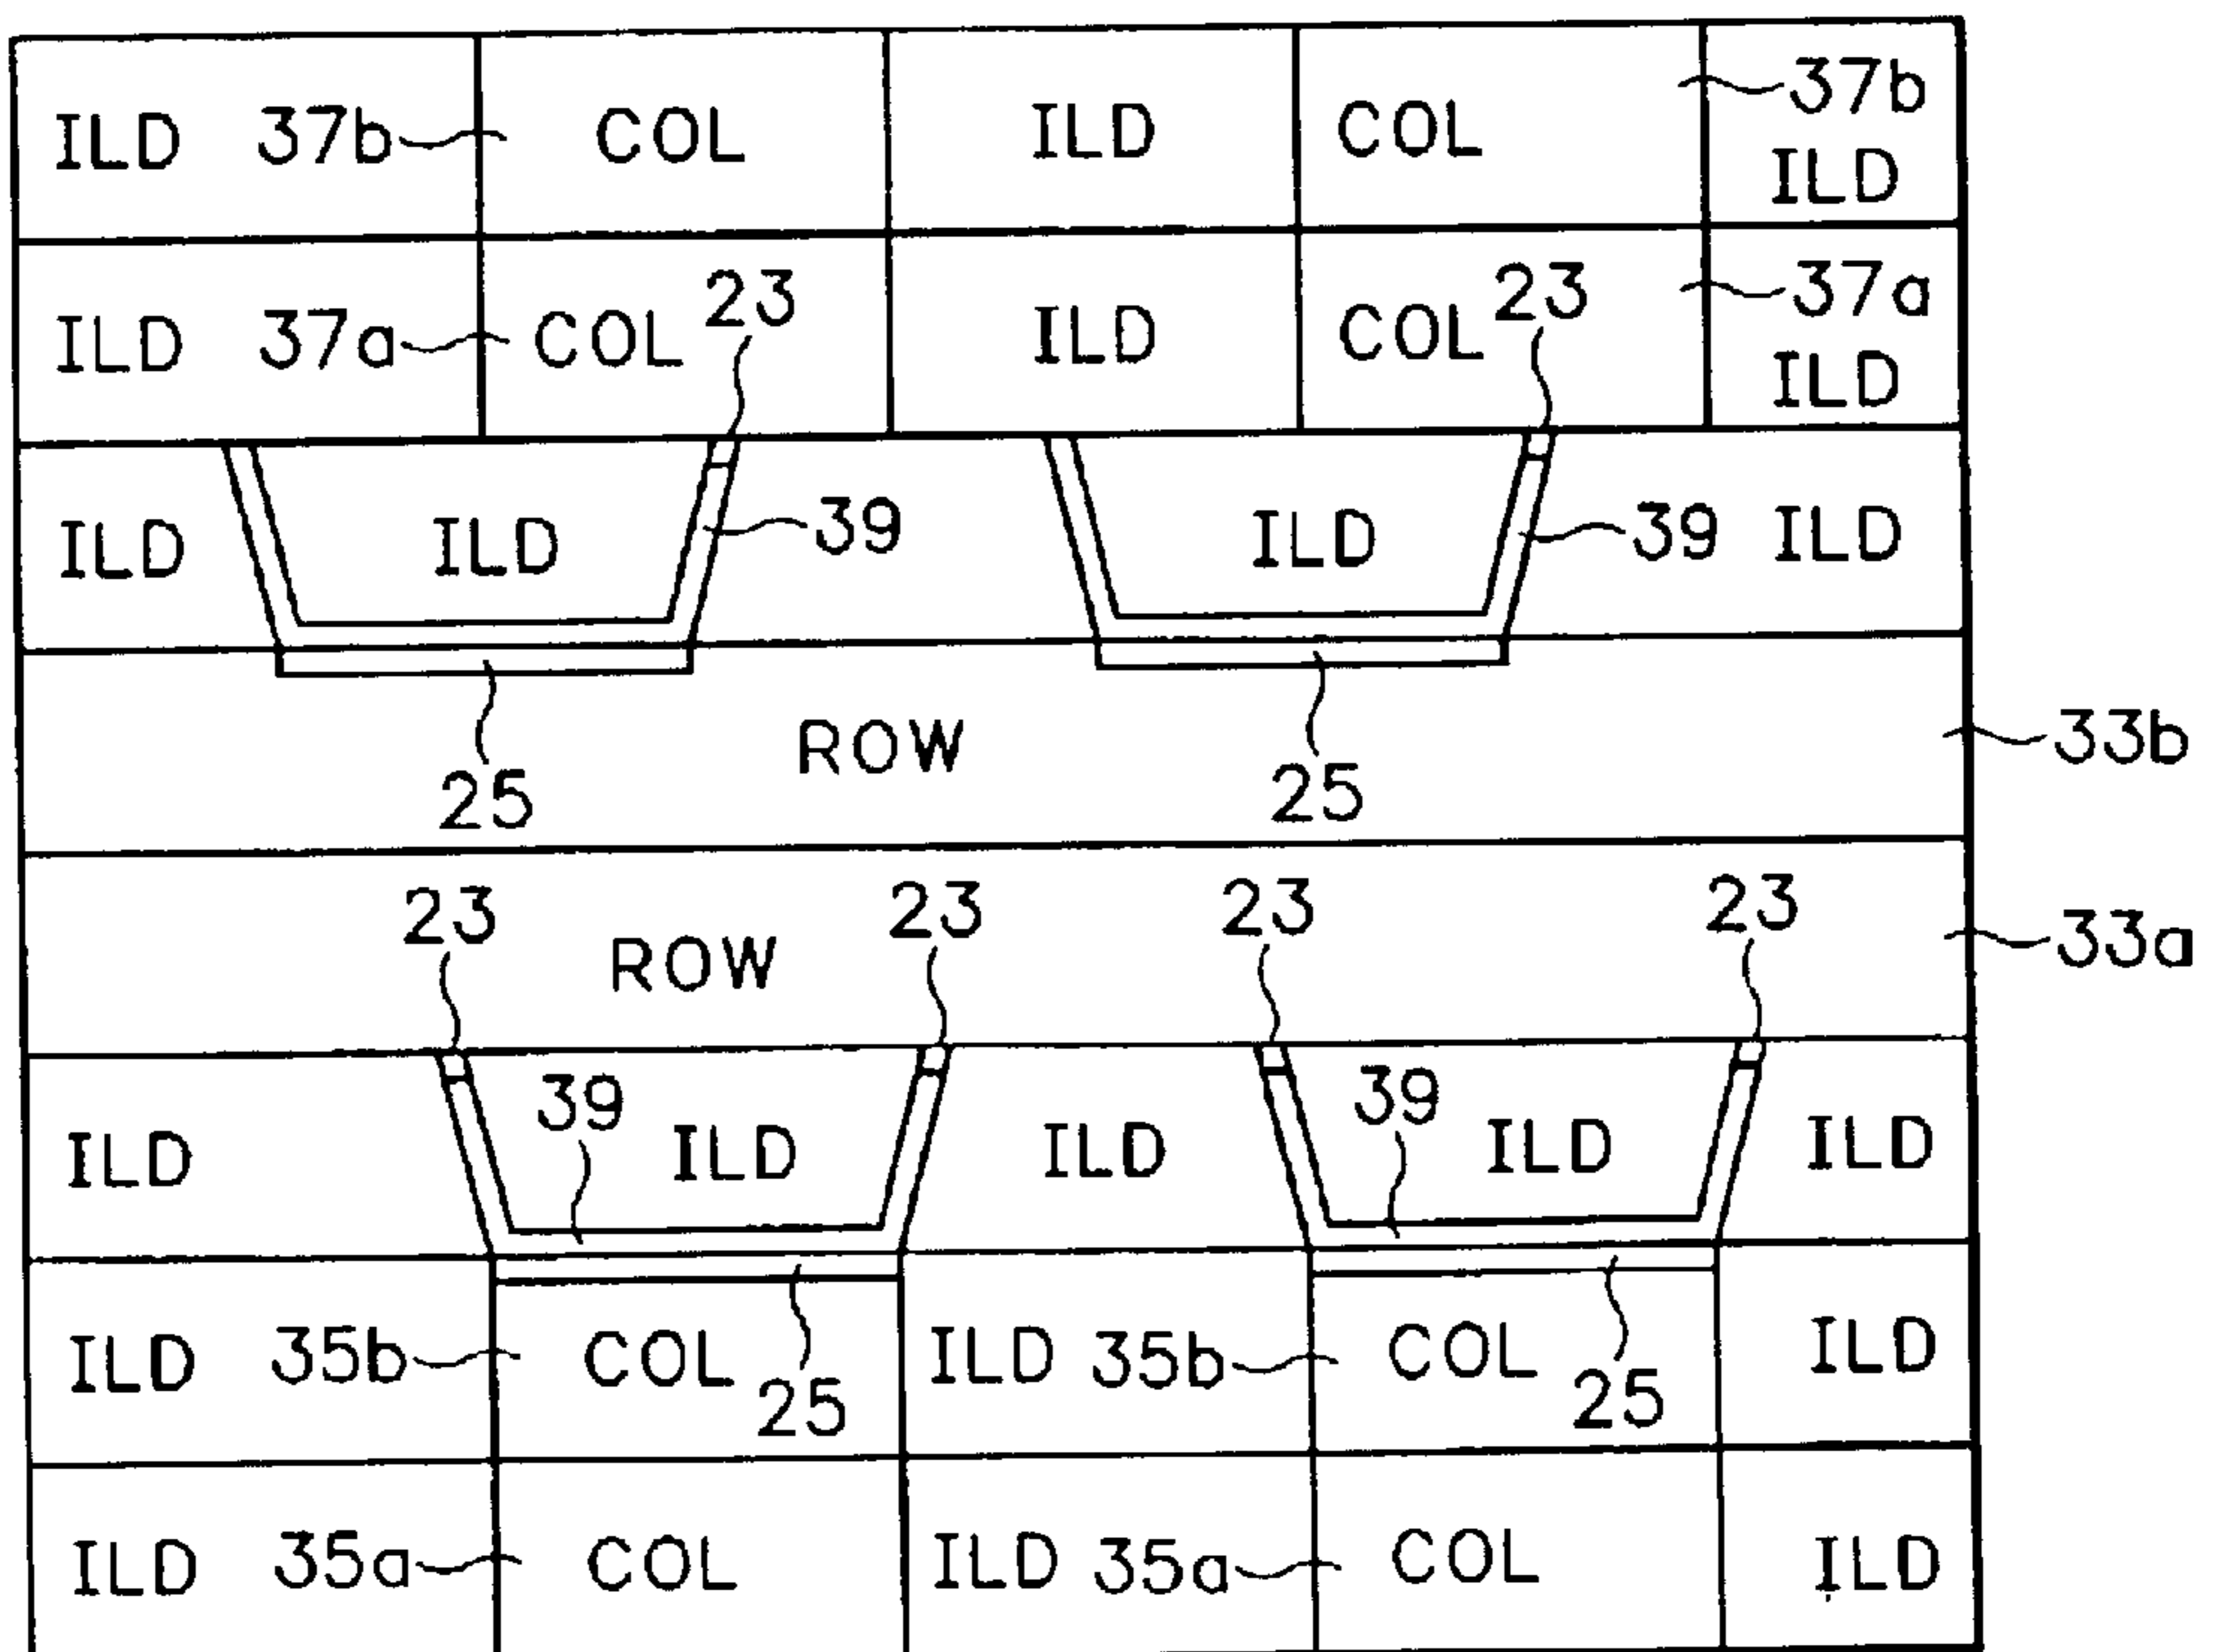 ILD 37b COL ILD COL 37b
ILD
ILD 37a COL 23 ILD COL 23 37a
ILD
ILD ILD 39 ILD 39 ILD
25 ROW 25 33b
23 ROW 23 23 23 33a
ILD 39 ILD ILD 39 ILD ILD
ILD 35b COL 25 ILD 35b COL 25 ILD
ILD 35a COL ILD 35a COL ILD